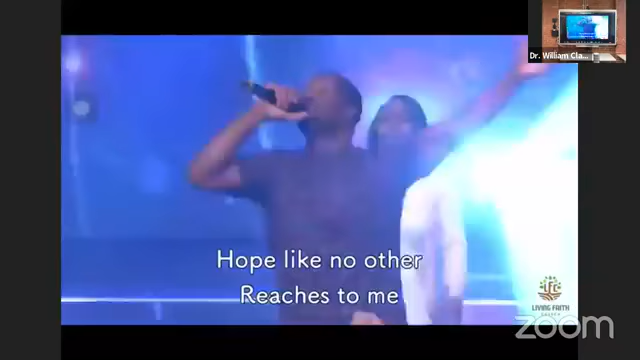 Dr. William Cla...
Hope like no other
Reaches to me
LIVING FAITH
zoom